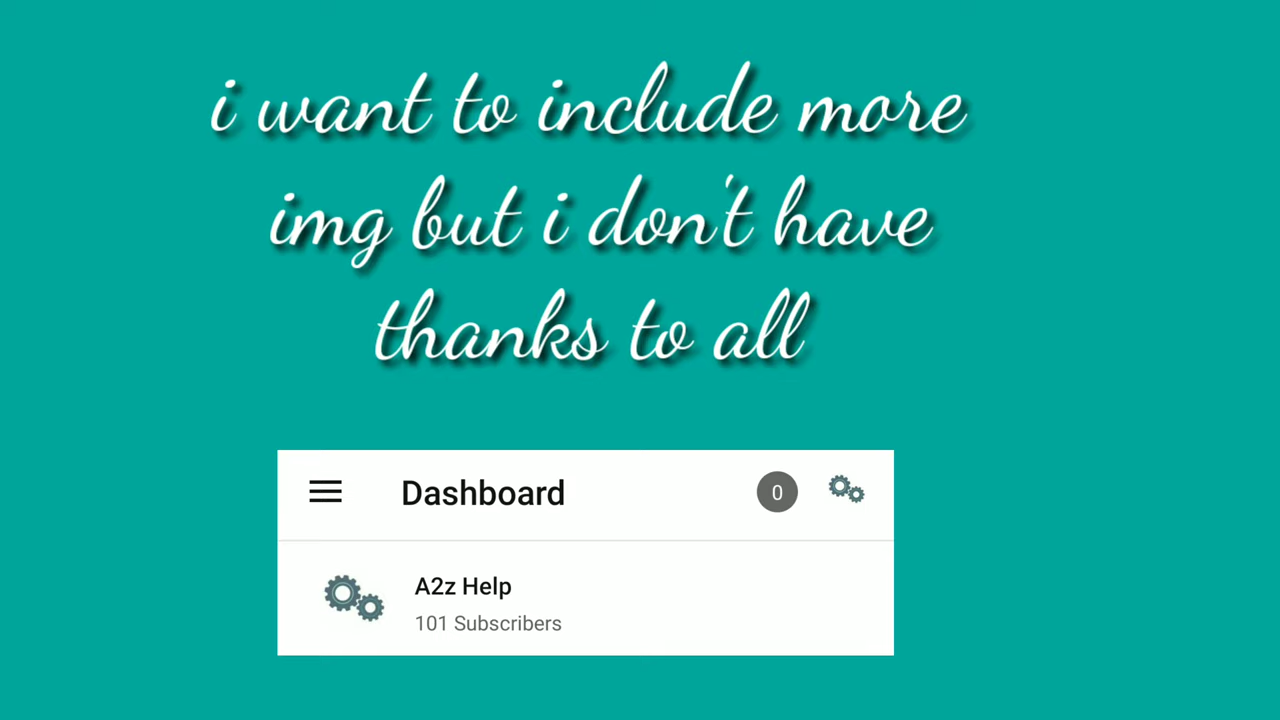 i want to include more
img but i don't have
thanks to all
Dashboard
0
A2z Help
101 Subscribers